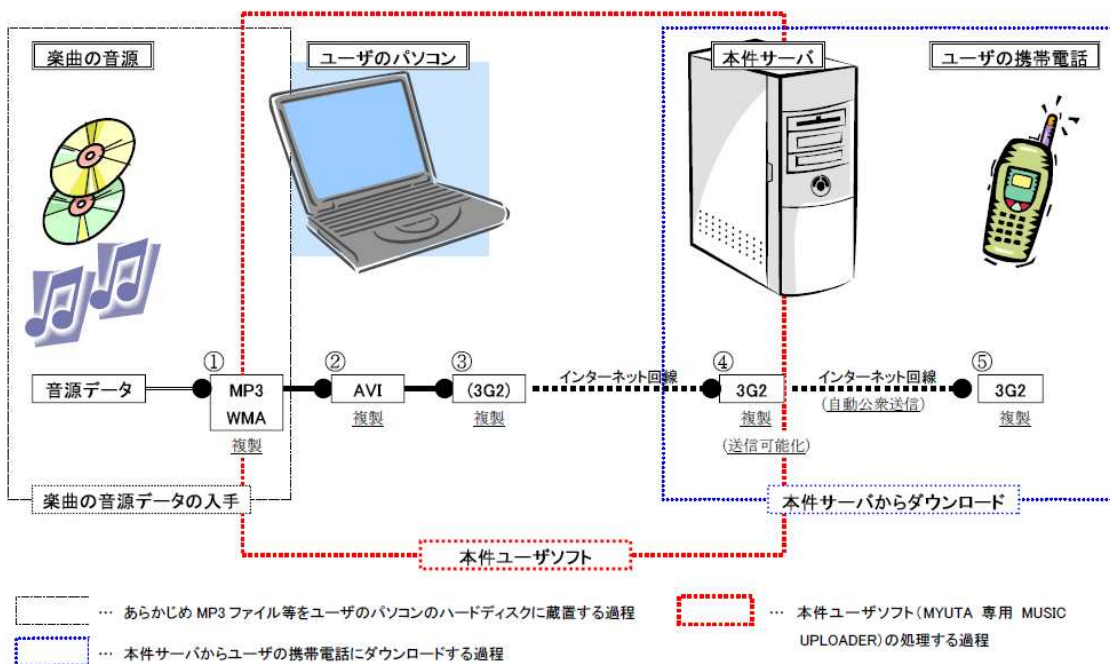 楽曲の音源
ユーザのパソコン
本件サーバ
ユーザの携帯電話
① ② ③ ④ ⑤
音源データ
MP3
WMA
複製
AVI
複製
(3G2)
複製
インターネット回線
3G2
複製
(送信可能化)
インターネット回線
(自動公衆送信)
3G2
複製
楽曲の音源データの入手
本件サーバからダウンロード
本件ユーザソフト
… あらかじめ MP3 ファイル等をユーザのパソコンのハードディスクに蔵置する過程
… 本件サーバからユーザの携帯電話にダウンロードする過程
… 本件ユーザソフト(MYUTA 専用 MUSIC
UPLOADER)の処理する過程